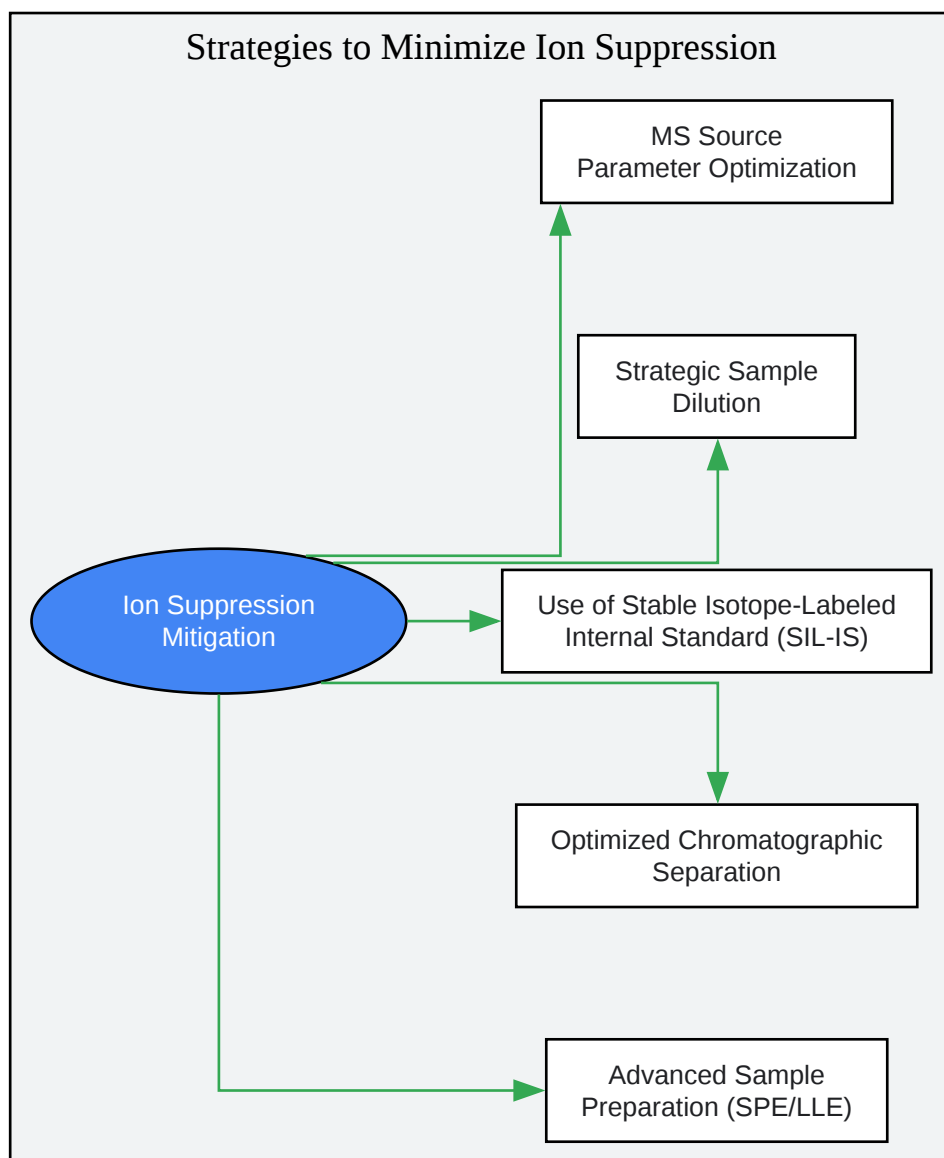 Strategies to Minimize Ion Suppression
MS Source
Parameter Optimization
Strategic Sample
Dilution
Ion Suppression
Mitigation
Use of Stable Isotope-Labeled
Internal Standard (SIL-IS)
Optimized Chromatographic
Separation
Advanced Sample
Preparation (SPE/LLE)